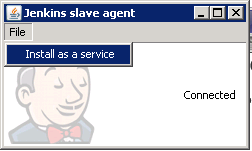 Jenkins slave agent
File
Install as a service
Connected